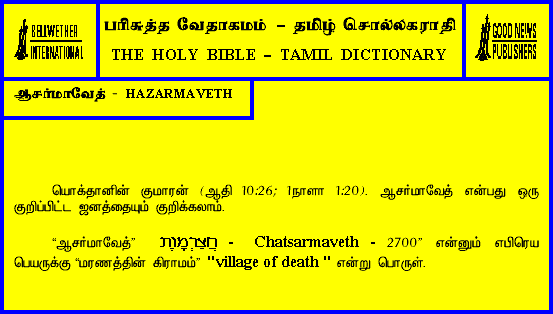 BELLWETHER
INTERNATIONAL
பரிசுத்த வேதாகமம் – தமிழ் சொல்லகராதி
THE HOLY BIBLE – TAMIL DICTIONARY
GOOD NEWS
PUBLISHERS
ஆசர்மாவேத் - HAZARMAVETH
யொக்தானின் குமாரன் (ஆதி 10:26; 1நாளா 1:20). ஆசர்மாவேத் என்பது ஒரு
குறிப்பிட்ட ஜனத்தையும் குறிக்கலாம்.
“ஆசர்மாவேத்” חֲצַרְמָוֶת - Chatsarmaveth - 2700” என்னும் எபிரெய
பெயருக்கு “மரணத்தின் கிராமம்” "village of death " என்று பொருள்.